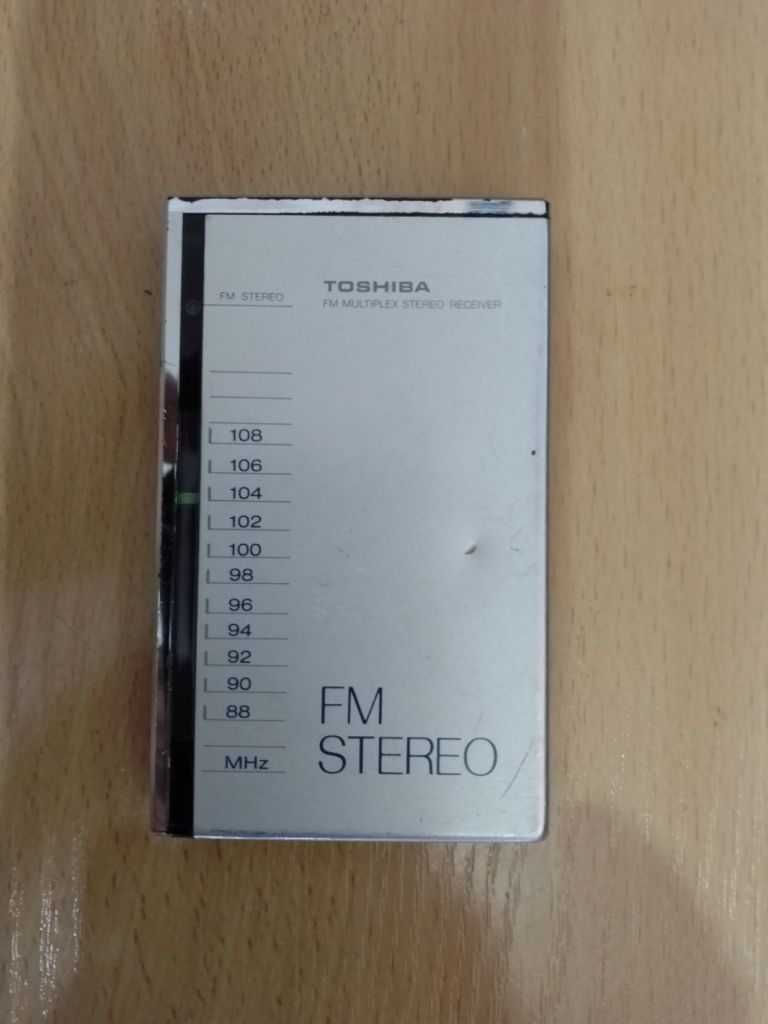 TOSHIBA
FM STEREO
FM MULTIPLEX STEREO RECEIVER
108
106
104
102
100
98
96
94
92
90
88
MHz
FM
STEREO